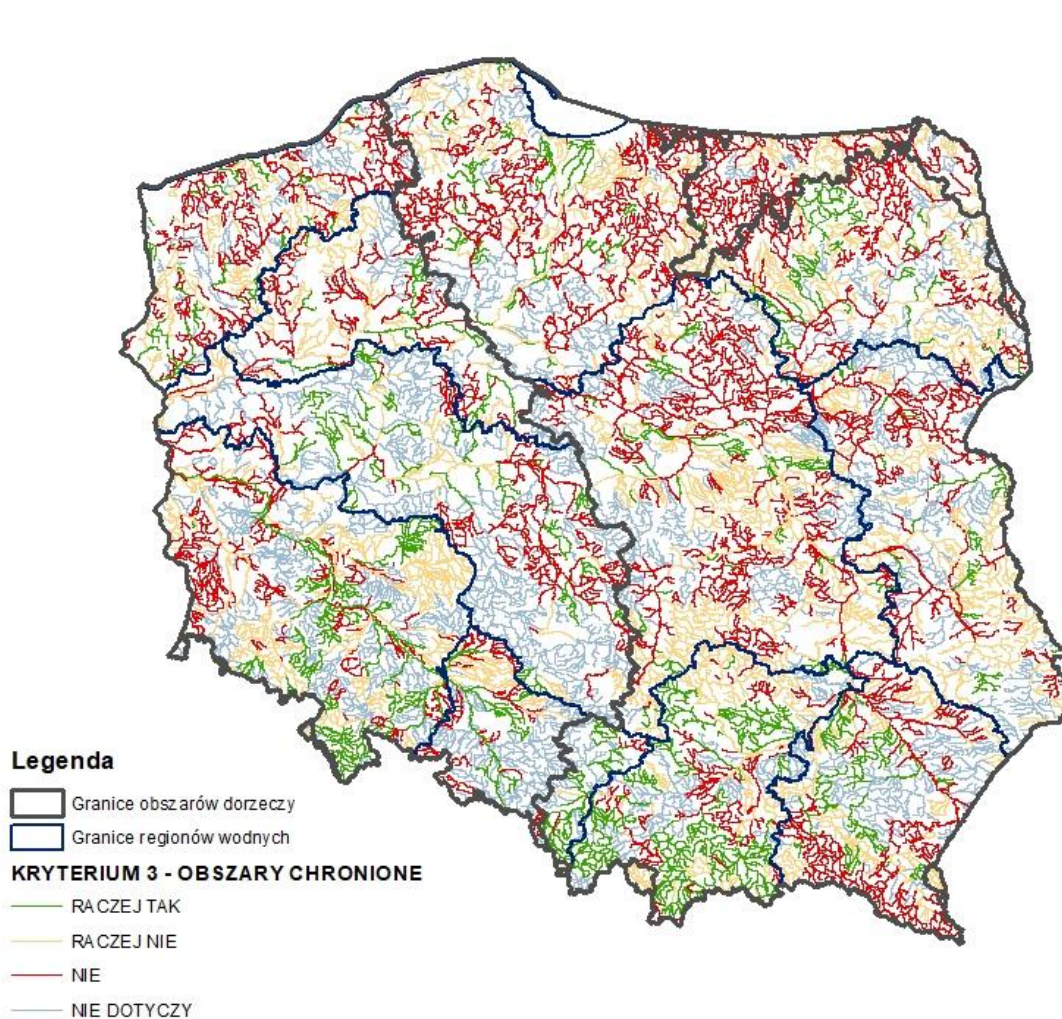 Legenda
Granice obszarów dorzeczy
Granice regionów wodnych
KRYTERIUM 3 - OBSZARY CHRONIONE
RACZEJ TAK
RACZEJ NIE
NIE
NIE DOTYCZY